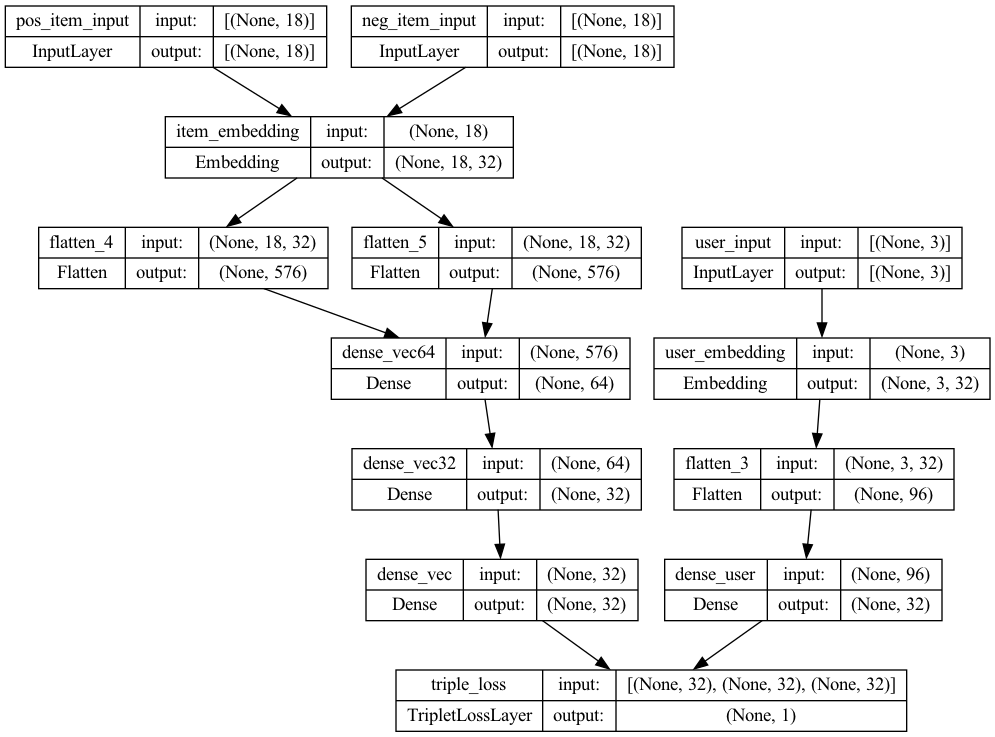 pos_item_input input: [(None, 18)]
InputLayer output: [(None, 18)]
neg_item_input input: [(None, 18)]
InputLayer output: [(None, 18)]
item_embedding input: (None, 18)
Embedding output: (None, 18, 32)
flatten_4 input: (None, 18, 32)
Flatten output: (None, 576)
flatten_5 input: (None, 18, 32)
Flatten output: (None, 576)
user_input input: [(None, 3)]
InputLayer output: [(None, 3)]
dense_vec64 input: (None, 576)
Dense output: (None, 64)
user_embedding input: (None, 3)
Embedding output: (None, 3, 32)
dense_vec32 input: (None, 64)
Dense output: (None, 32)
flatten_3 input: (None, 3, 32)
Flatten output: (None, 96)
dense_vec input: (None, 32)
Dense output: (None, 32)
dense_user input: (None, 96)
Dense output: (None, 32)
triple_loss input: [(None, 32), (None, 32), (None, 32)]
TripletLossLayer output: (None, 1)